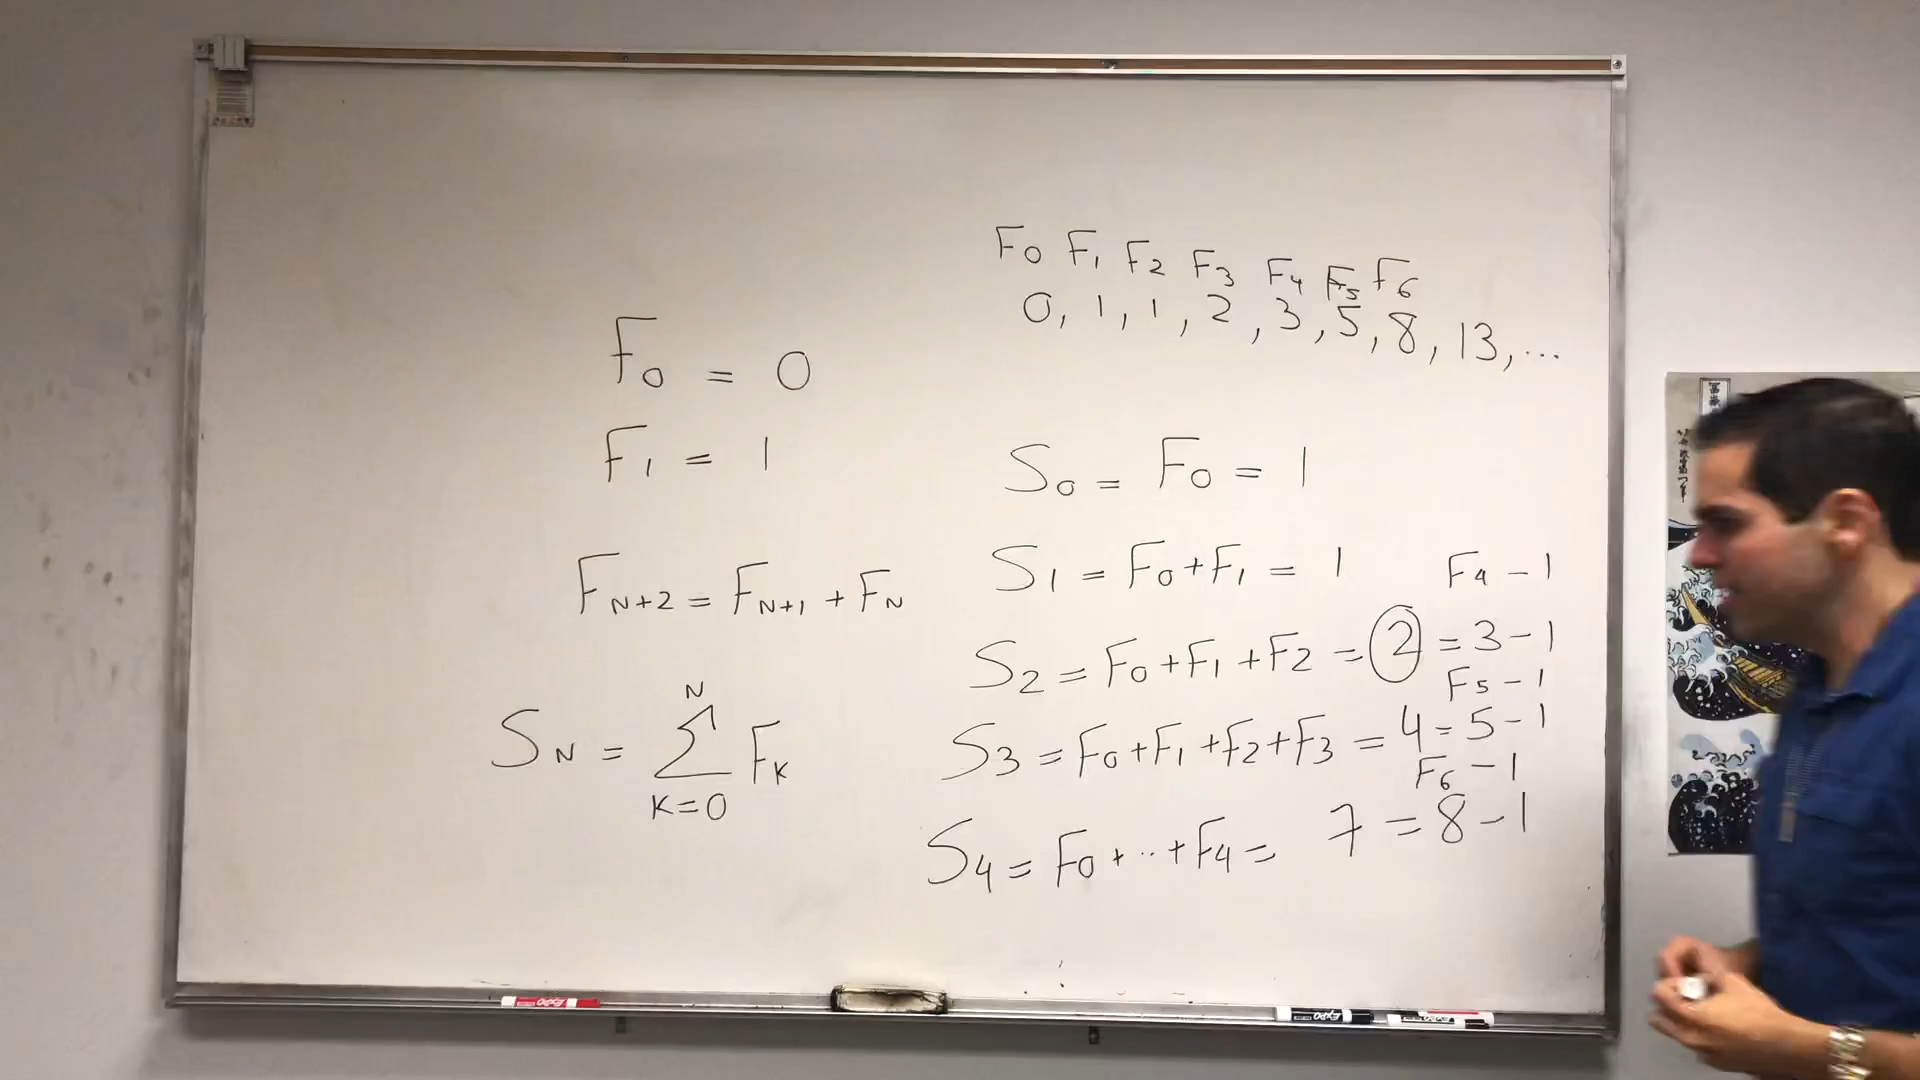 F0 F1 F2 F3 F4 F5 F6
0, 1, 1, 2, 3, 5, 8, 13, ...
F0 = 0
F1 = 1
FN+2 = FN+1 + FN
N
SN = ∑ FK
K=0
S0 = F0 = 1
S1 = F0+F1 = 1
F4 - 1
S2 = F0+F1+F2 = 2 = 3-1
F5 - 1
S3 = F0+F1+F2+F3 = 4 = 5-1
F6 - 1
S4 = F0+..+F4 = 7 = 8-1
EXPO
EXPO
EXPO